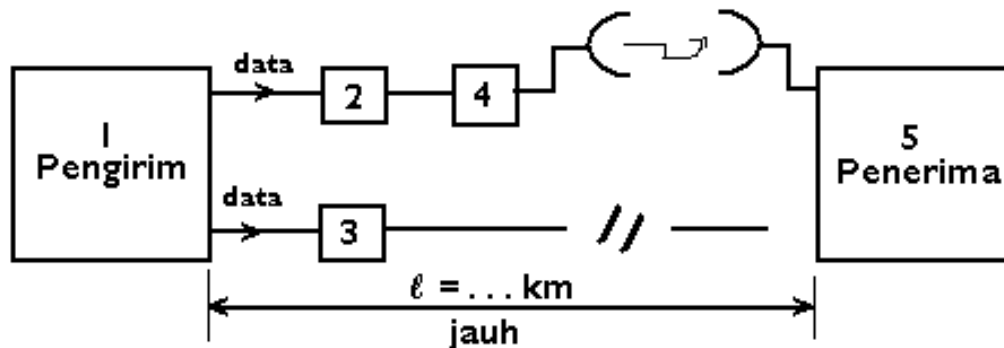 data
2
4
1
Pengirim
5
Penerima
data
3
ℓ = . . . km
jauh